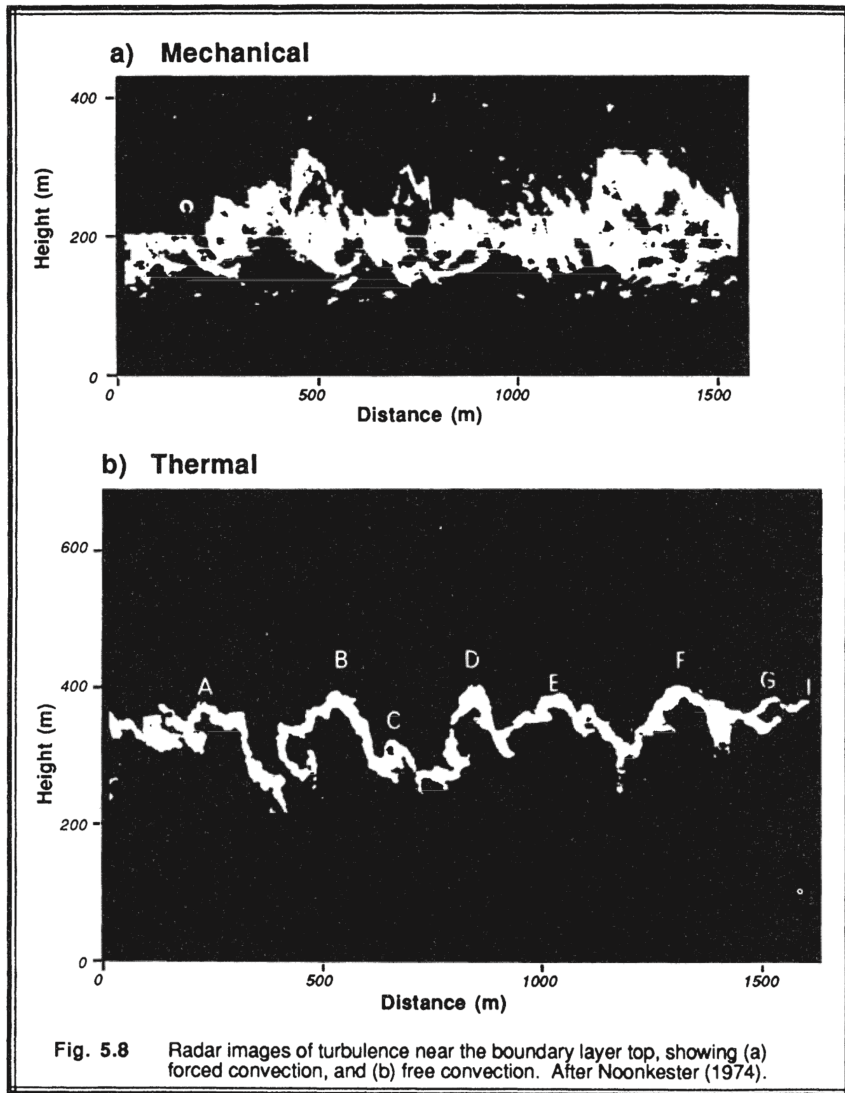 a) Mechanical
400
200
0
Height (m)
0 500 1000 1500
Distance (m)
b) Thermal
600
400
200
0
Height (m)
A B C D E F G I
0 500 1000 1500
Distance (m)
Fig. 5.8 Radar images of turbulence near the boundary layer top, showing (a)
forced convection, and (b) free convection. After Noonkester (1974).